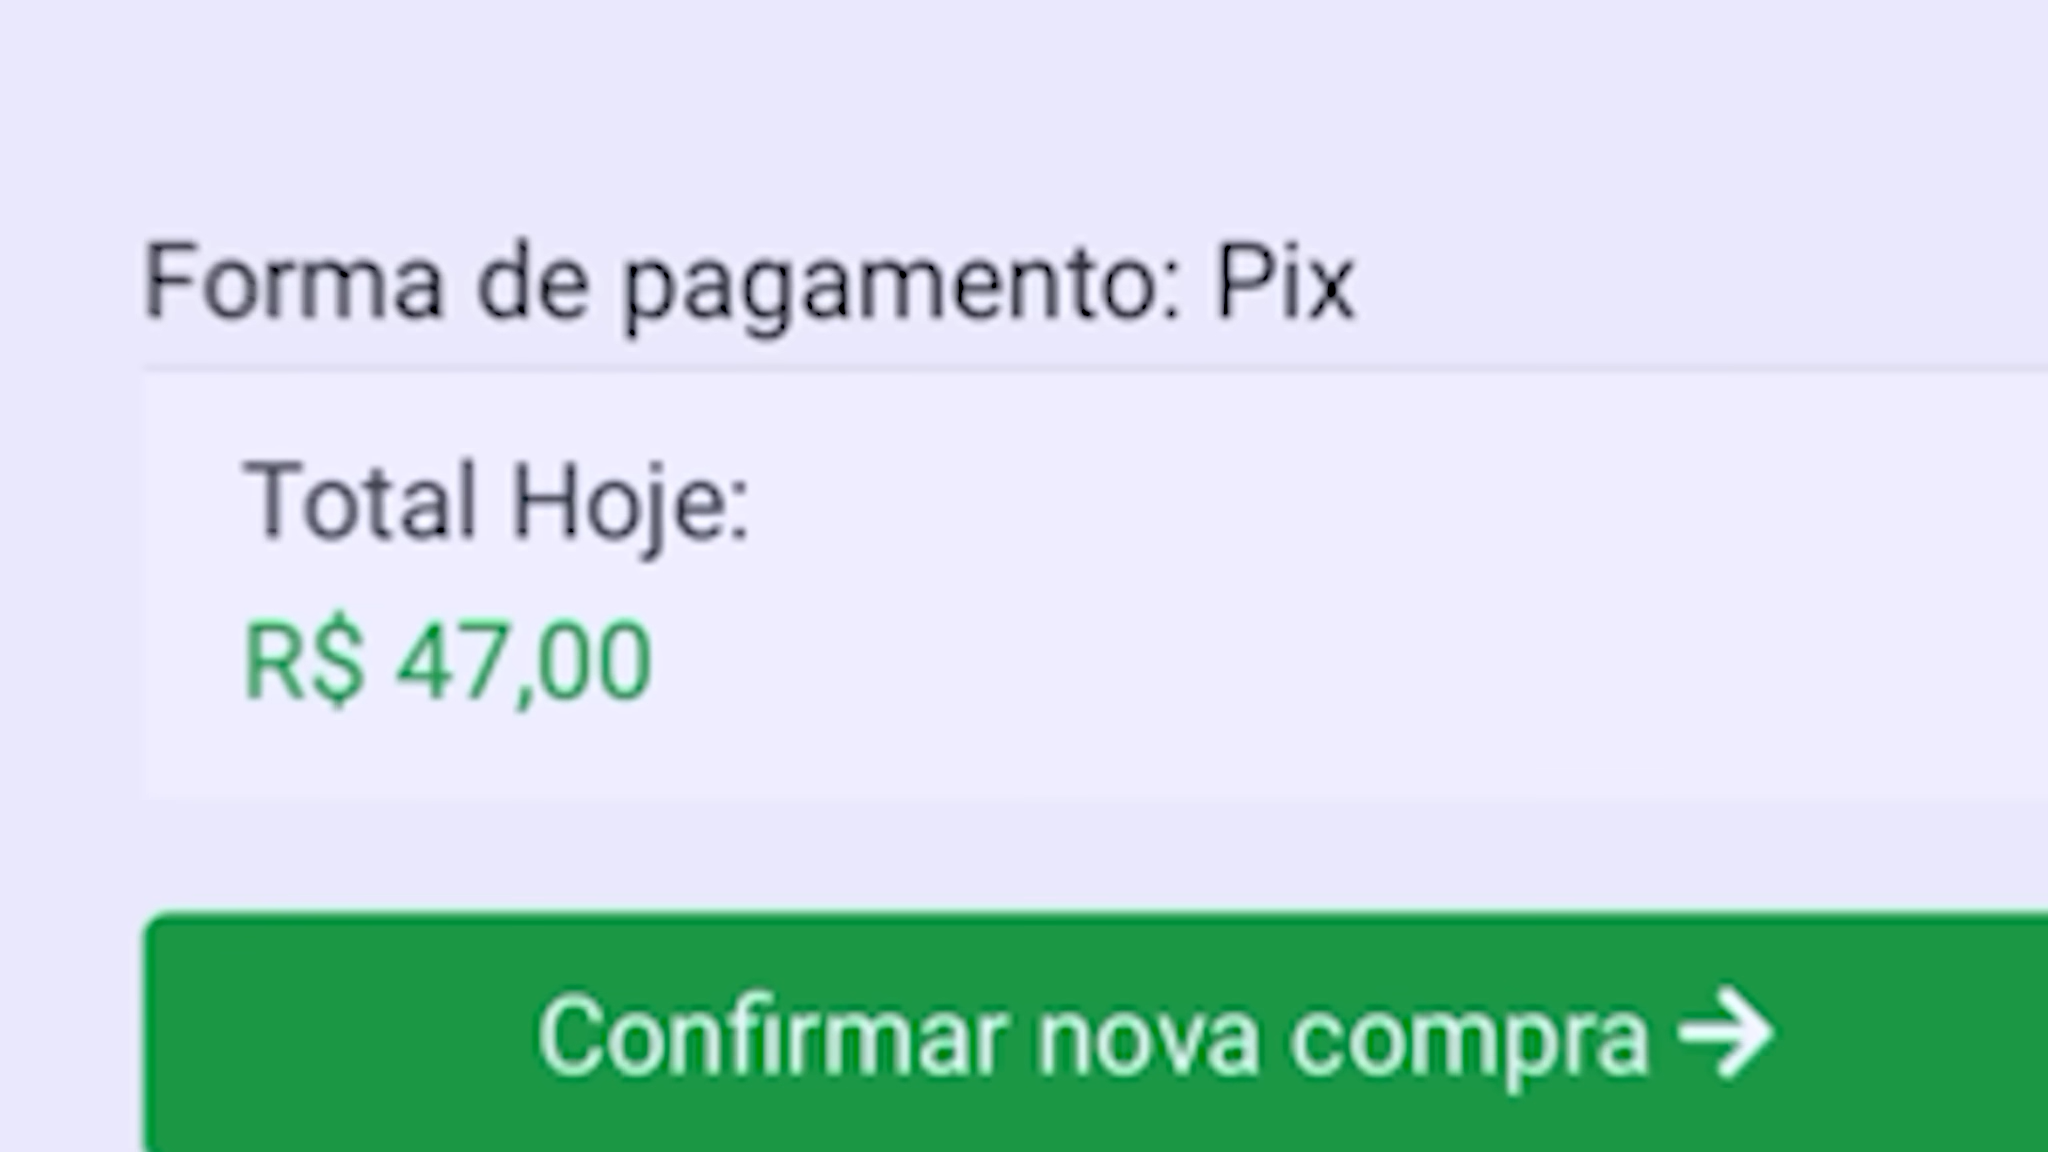 Forma de pagamento: Pix
Total Hoje:
R$ 47,00
Confirmar nova compra →